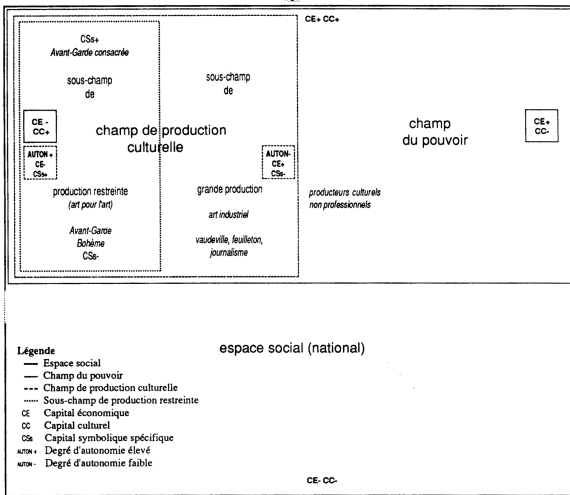 CE+ CC+
CSs+
Avant-Garde consacrée
sous-champ
de
sous-champ
de
CE -
CC+
champ de production
culturelle
champ
du pouvoir
CE+
CC-
AUTON +
CE-
CSs+
AUTON-
CE+
CSs-
production restreinte
(art pour l'art)
grande production
producteurs culturels
non professionnels
art industriel
Avant-Garde
Bohème
CSs-
vaudeville, feuilleton,
journalisme
espace social (national)
Légende
Espace social
Champ du pouvoir
Champ de production culturelle
Sous-champ de production restreinte
CE Capital économique
CC Capital culturel
CSs Capital symbolique spécifique
AUTON + Degré d'autonomie élevé
AUTON - Degré d'autonomie faible
CE- CC-